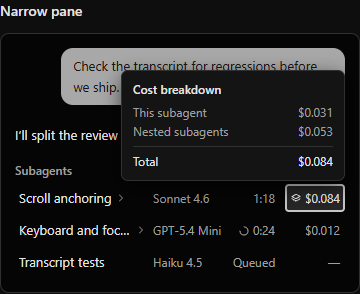 Narrow pane
Check the transcript for regressions before
we ship.
Cost breakdown
This subagent $0.031
Nested subagents $0.053
Total $0.084
I'll split the review
Subagents
Scroll anchoring > Sonnet 4.6 1:18 $0.084
Keyboard and foc... > GPT-5.4 Mini 0:24 $0.012
Transcript tests Haiku 4.5 Queued —